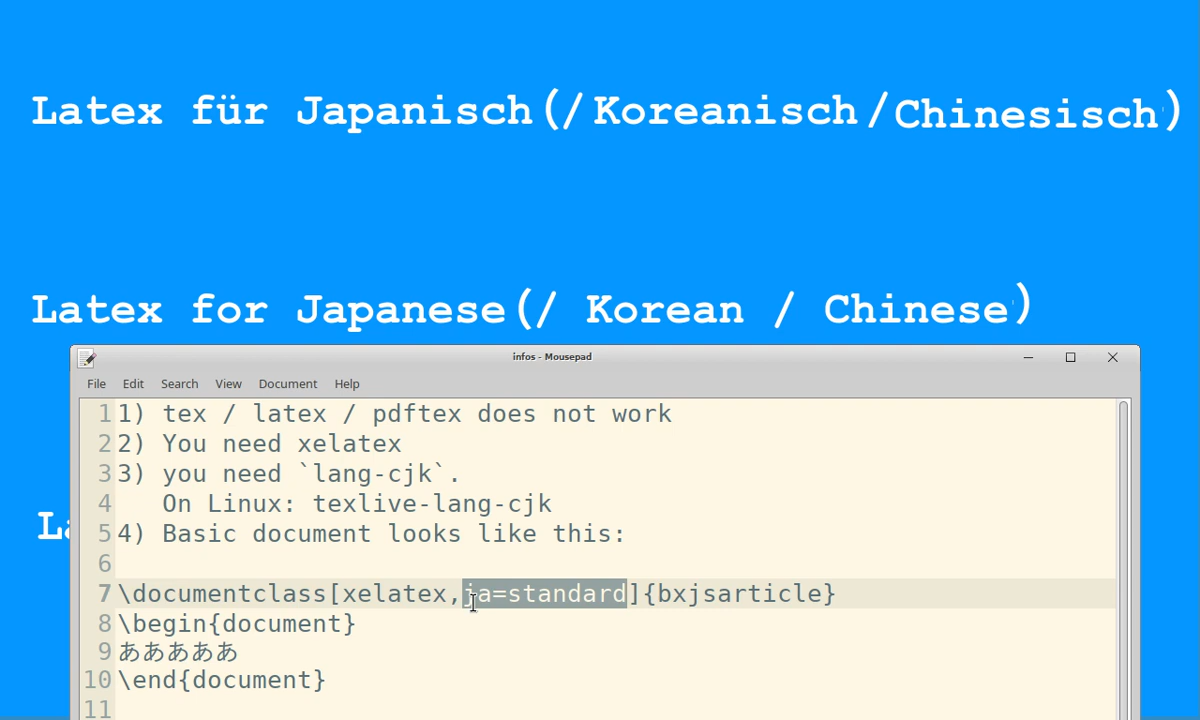 Latex für Japanisch(/Koreanisch/Chinesisch)
Latex for Japanese(/ Korean / Chinese)
infos - Mousepad
File Edit Search View Document Help
1 1) tex / latex / pdftex does not work
2 2) You need xelatex
3 3) you need `lang-cjk`.
4 On Linux: texlive-lang-cjk
5 4) Basic document looks like this:
6
7 \documentclass[xelatex,ja=standard]{bxjsarticle}
8 \begin{document}
9 あああああ
10 \end{document}
11